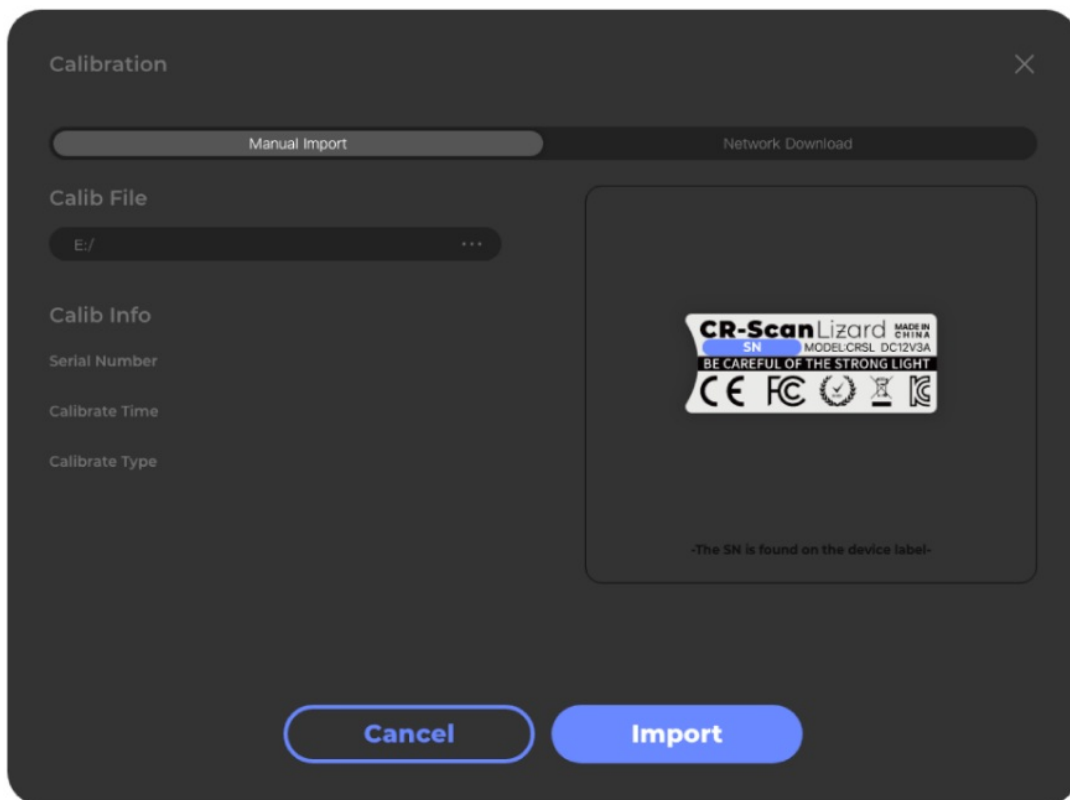 Calibration
Manual Import
Network Download
Calib File
E:/
...
Calib Info
Serial Number
Calibrate Time
Calibrate Type
CR-Scan Lizard MADE IN CHINA
SN MODEL:CRSL DC12V3A
BE CAREFUL OF THE STRONG LIGHT
CE FC
-The SN is found on the device label-
Cancel
Import